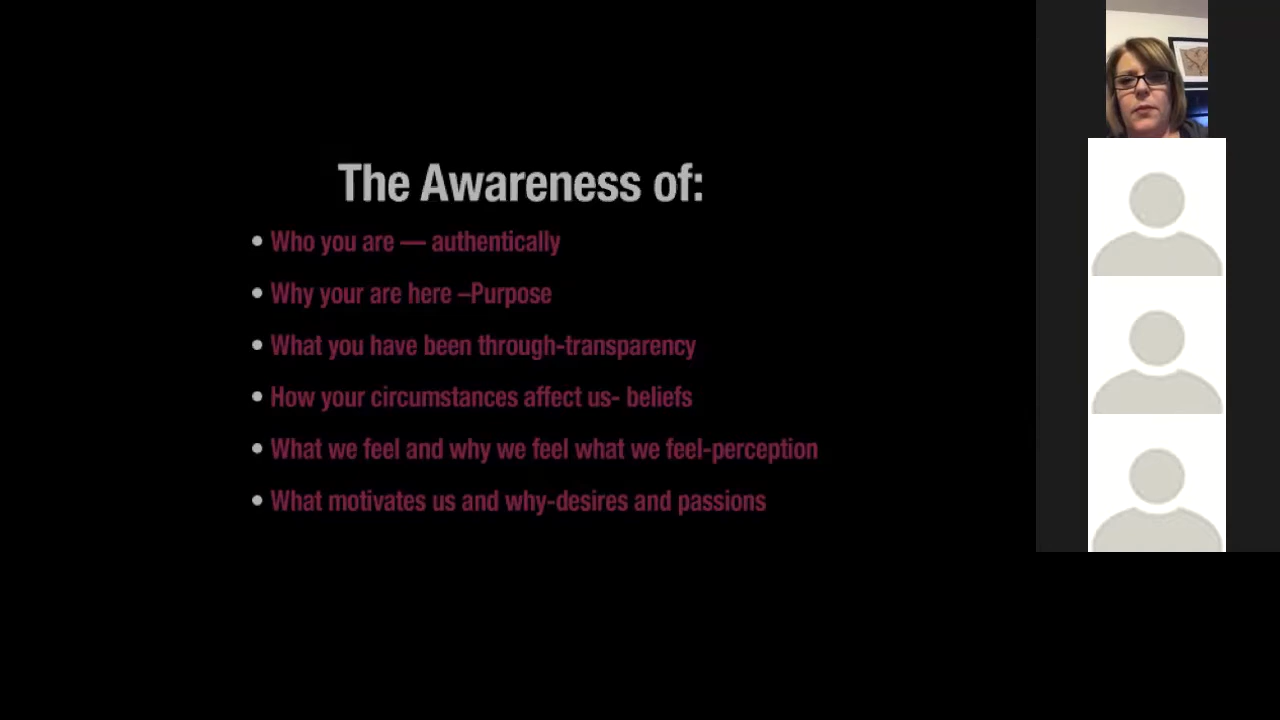 The Awareness of:
• Who you are — authentically
• Why your are here –Purpose
• What you have been through-transparency
• How your circumstances affect us- beliefs
• What we feel and why we feel what we feel-perception
• What motivates us and why-desires and passions